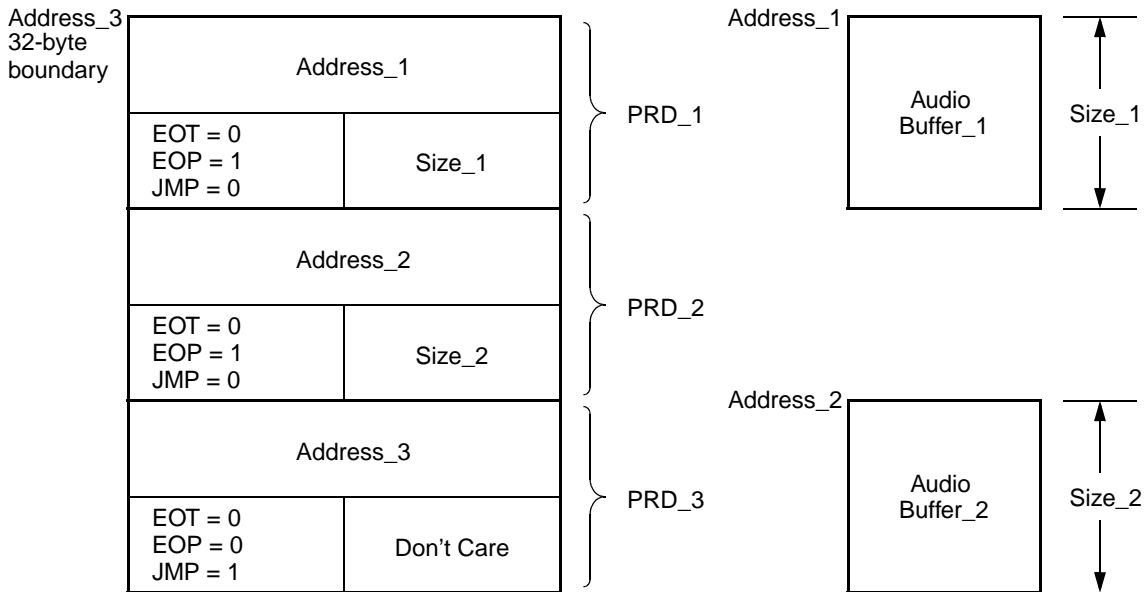 Address_3
32-byte
boundary
Address_1
EOT = 0
EOP = 1
JMP = 0
Size_1
PRD_1
Address_2
EOT = 0
EOP = 1
JMP = 0
Size_2
PRD_2
Address_3
EOT = 0
EOP = 0
JMP = 1
Don't Care
PRD_3
Address_1
Audio
Buffer_1
Size_1
Address_2
Audio
Buffer_2
Size_2